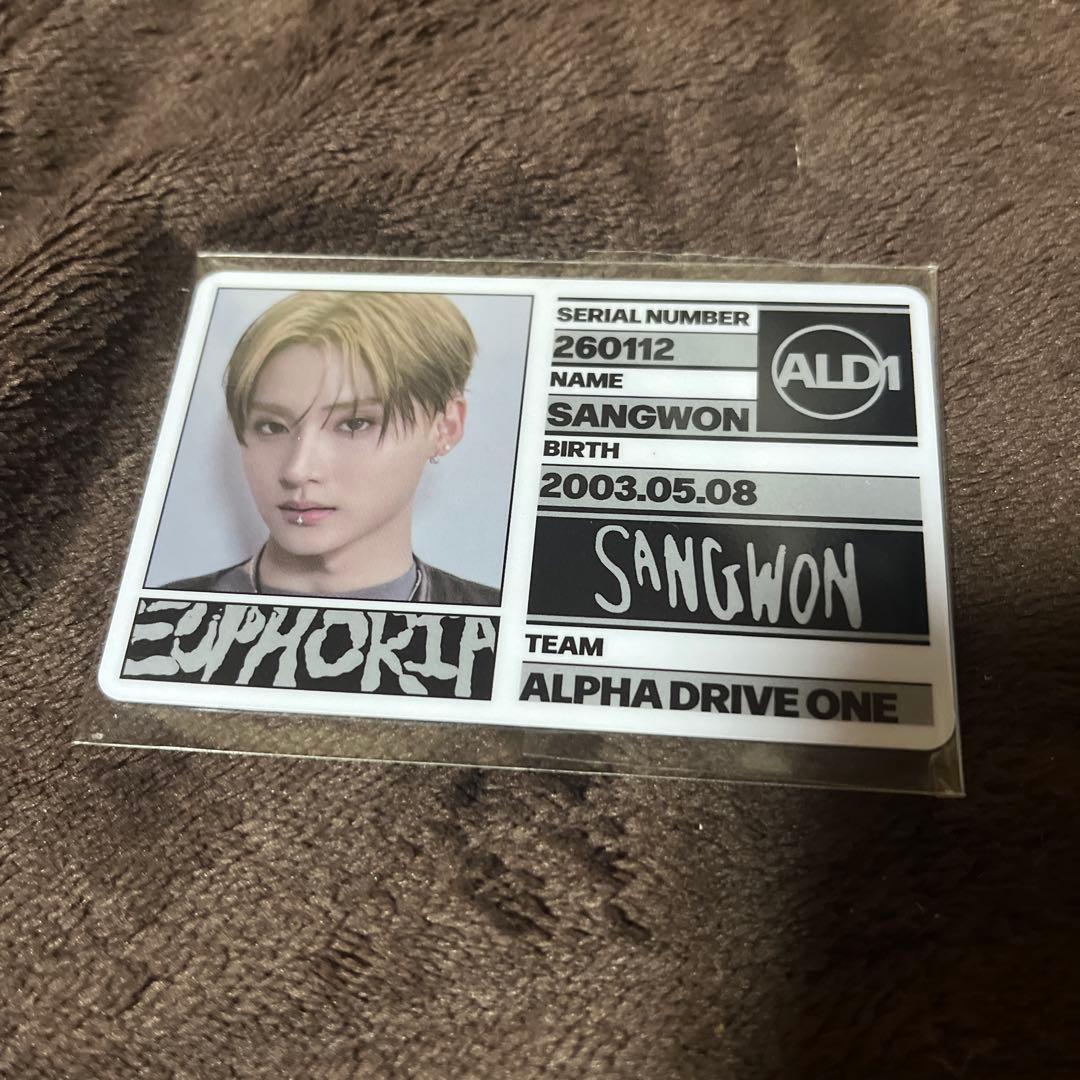 SERIAL NUMBER
260112
ALD1
NAME
SANGWON
BIRTH
2003.05.08
SANGWON
TEAM
ALPHA DRIVE ONE
EUPHORIA